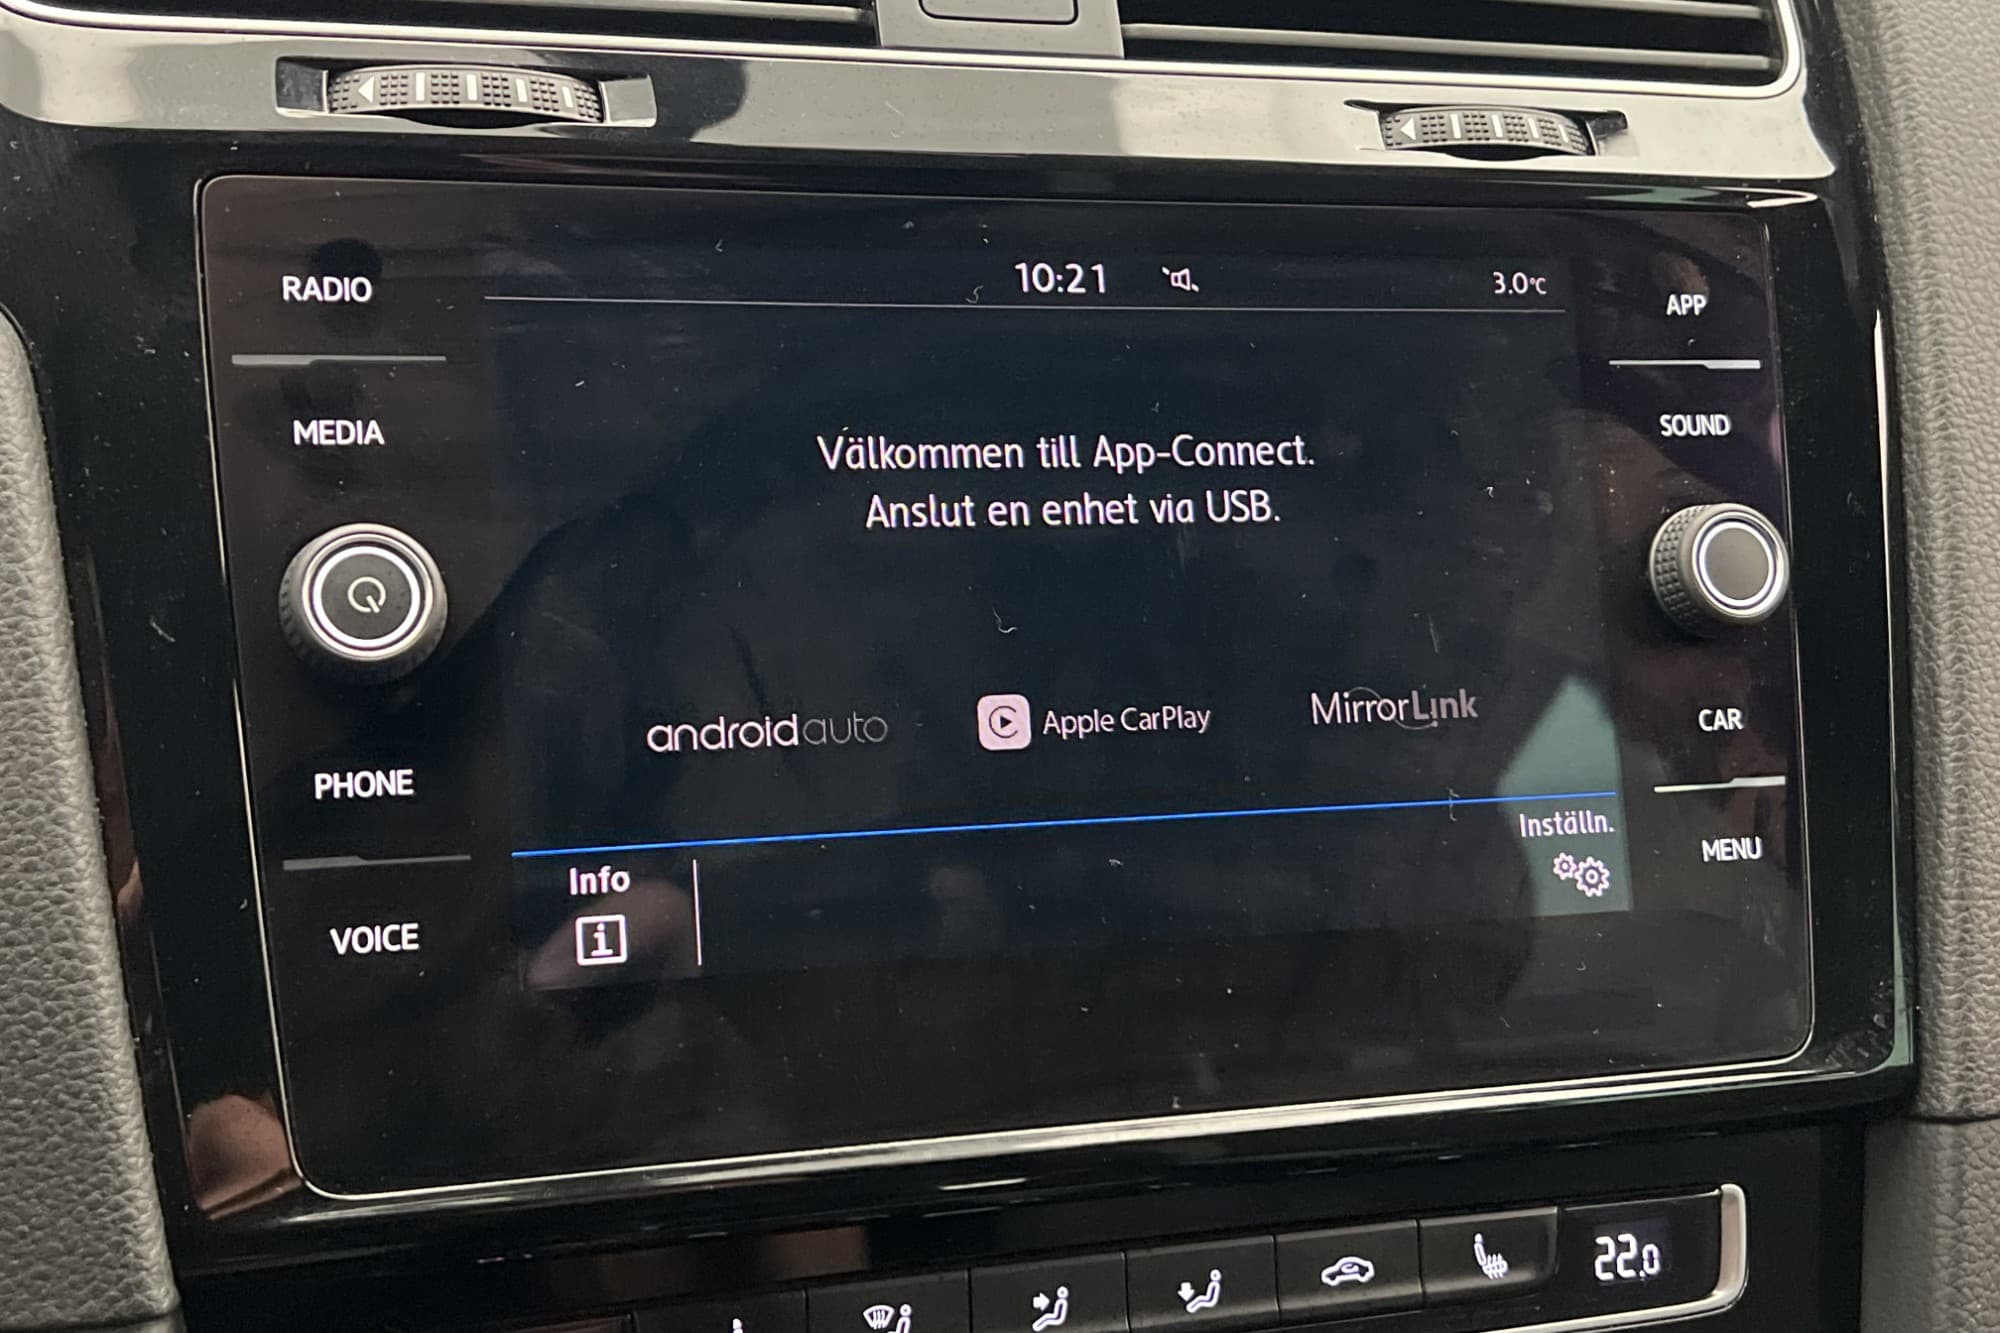 RADIO
MEDIA
PHONE
VOICE
10:21
3.0°C
Välkommen till App-Connect.
Anslut en enhet via USB.
androidauto
Apple CarPlay
MirrorLink
Info
Inställn.
APP
SOUND
CAR
MENU
22.0